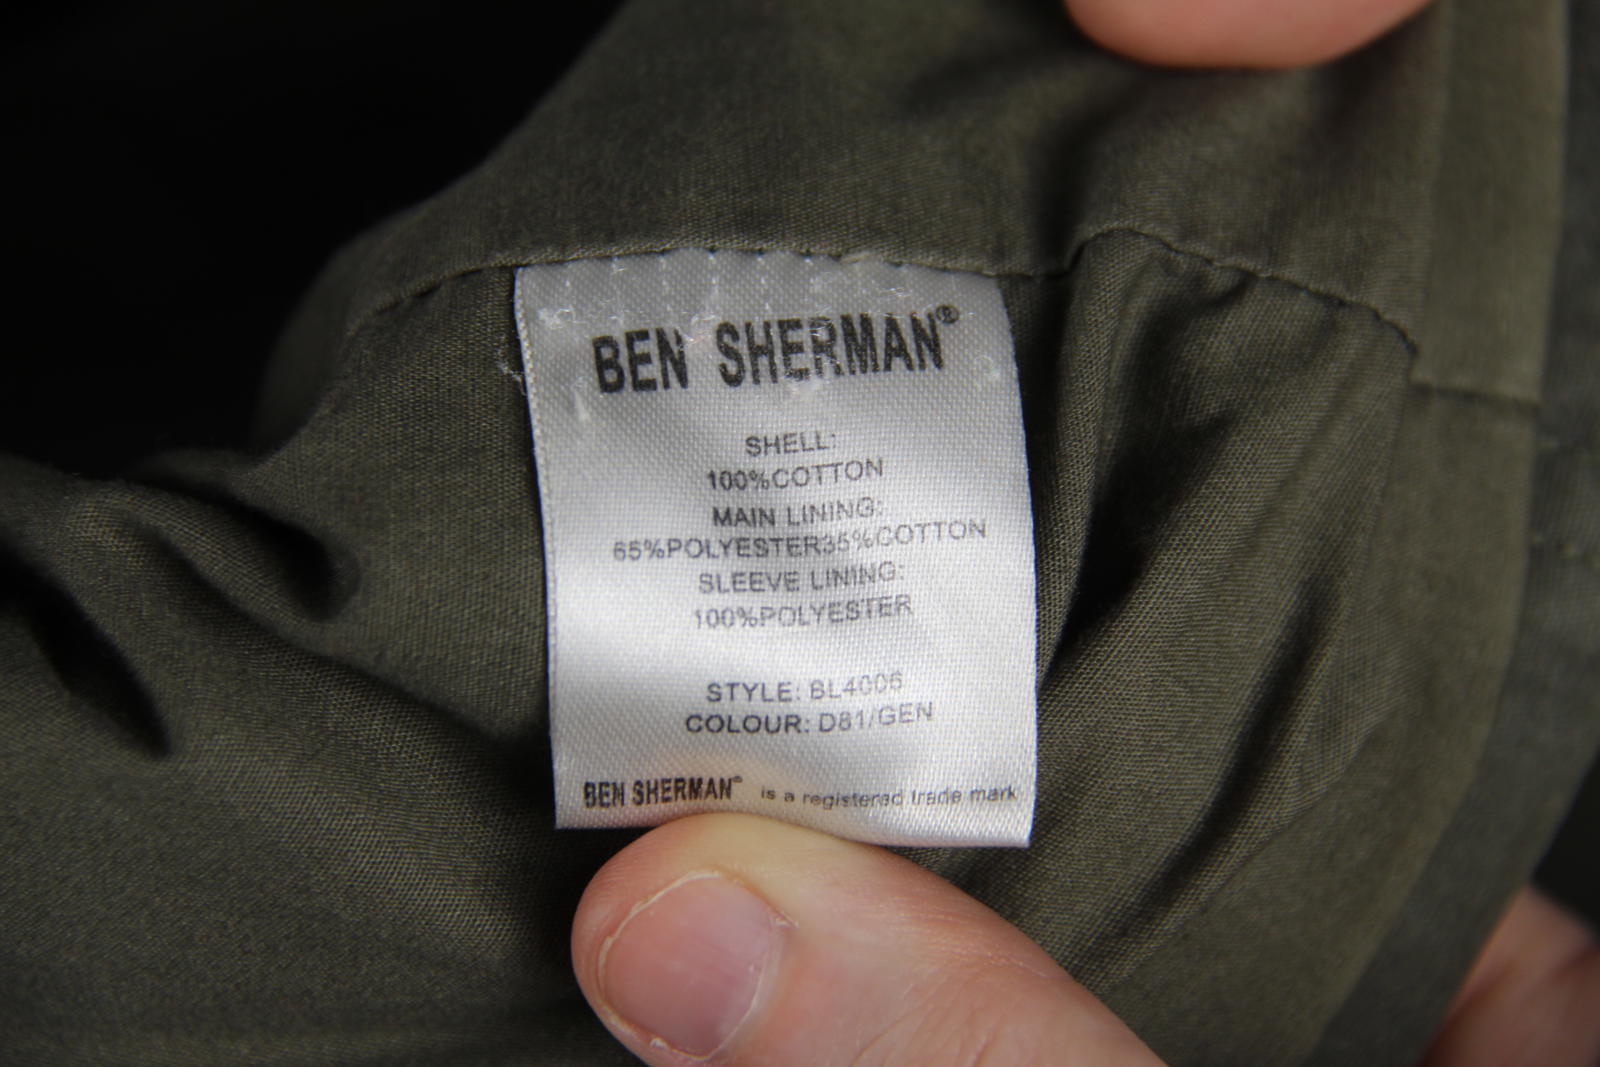 BEN SHERMAN®
SHELL:
100%COTTON
MAIN LINING:
65%POLYESTER35%COTTON
SLEEVE LINING:
100%POLYESTER
STYLE: BL4006
COLOUR: D81/GEN
BEN SHERMAN® is a registered trade mark